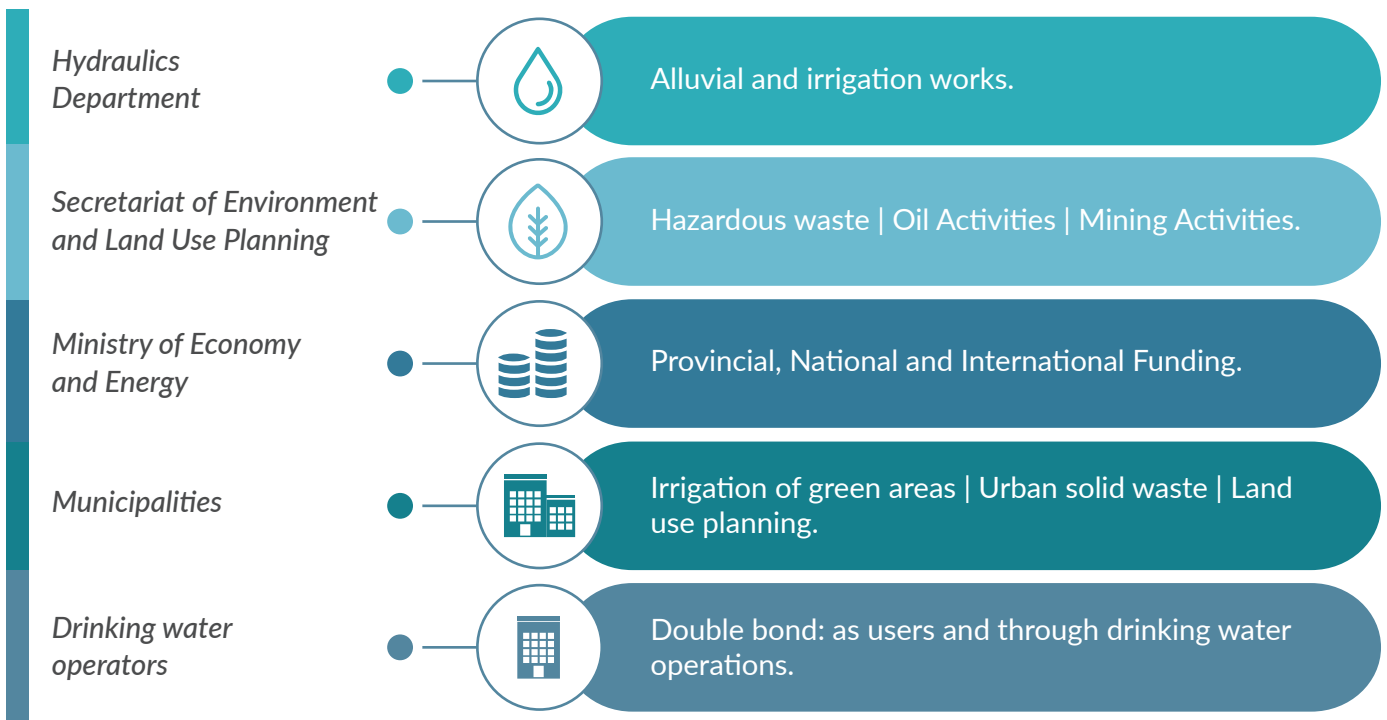 Hydraulics
Department
Alluvial and irrigation works.
Secretariat of Environment
and Land Use Planning
Hazardous waste | Oil Activities | Mining Activities.
Ministry of Economy
and Energy
Provincial, National and International Funding.
Municipalities
Irrigation of green areas | Urban solid waste | Land
use planning.
Drinking water
operators
Double bond: as users and through drinking water
operations.